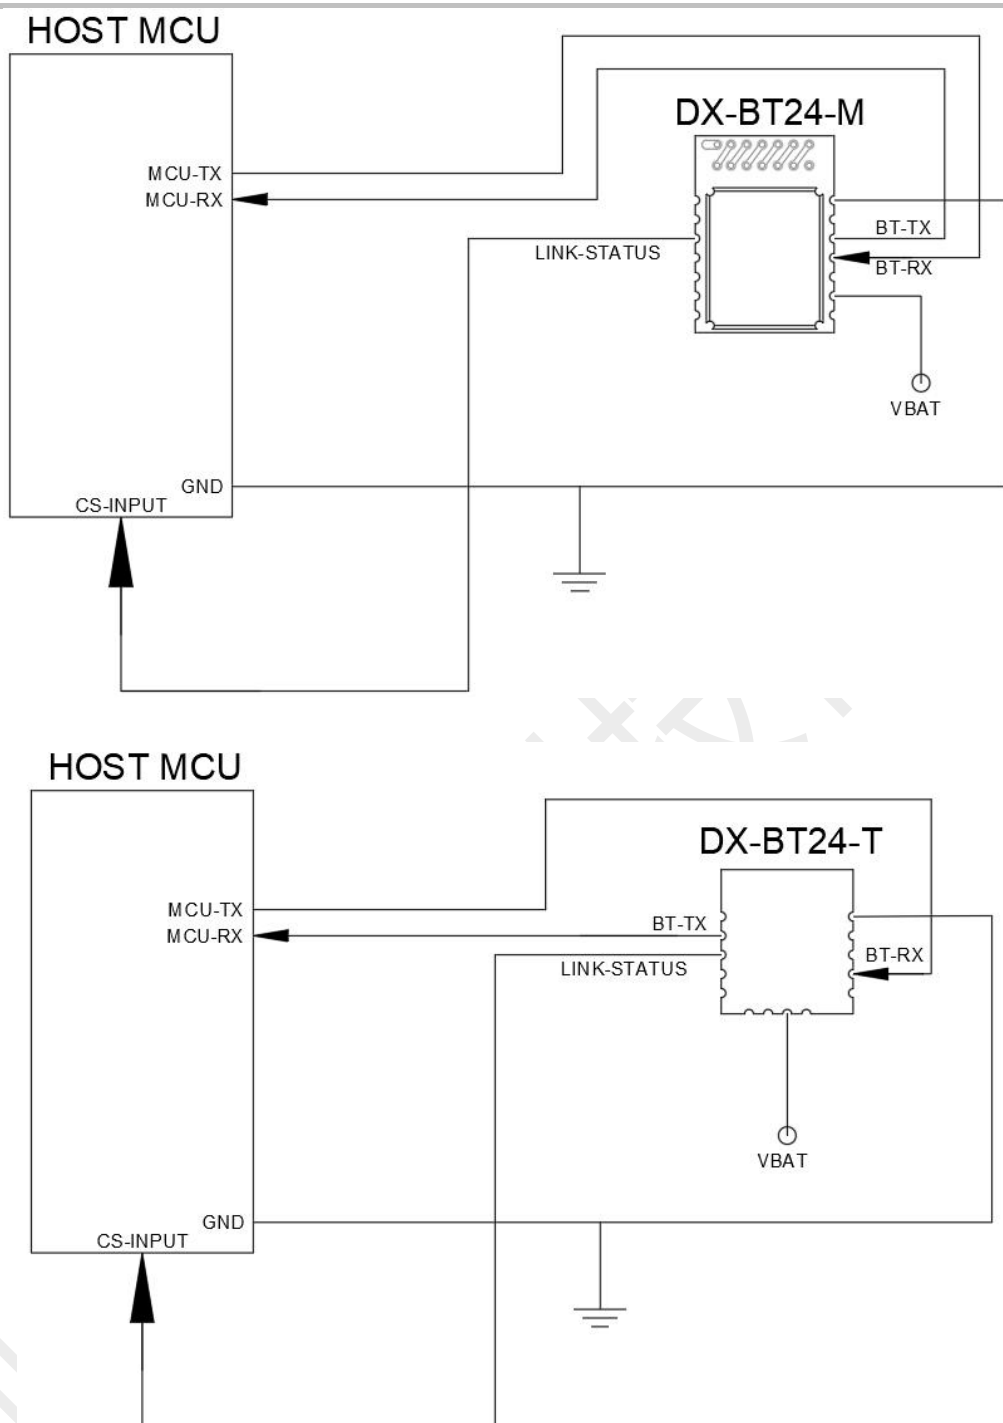 HOST MCU
DX-BT24-M
MCU-TX
MCU-RX
BT-TX
LINK-STATUS
BT-RX
VBAT
GND
CS-INPUT
HOST MCU
DX-BT24-T
MCU-TX
BT-TX
MCU-RX
BT-RX
LINK-STATUS
VBAT
GND
CS-INPUT